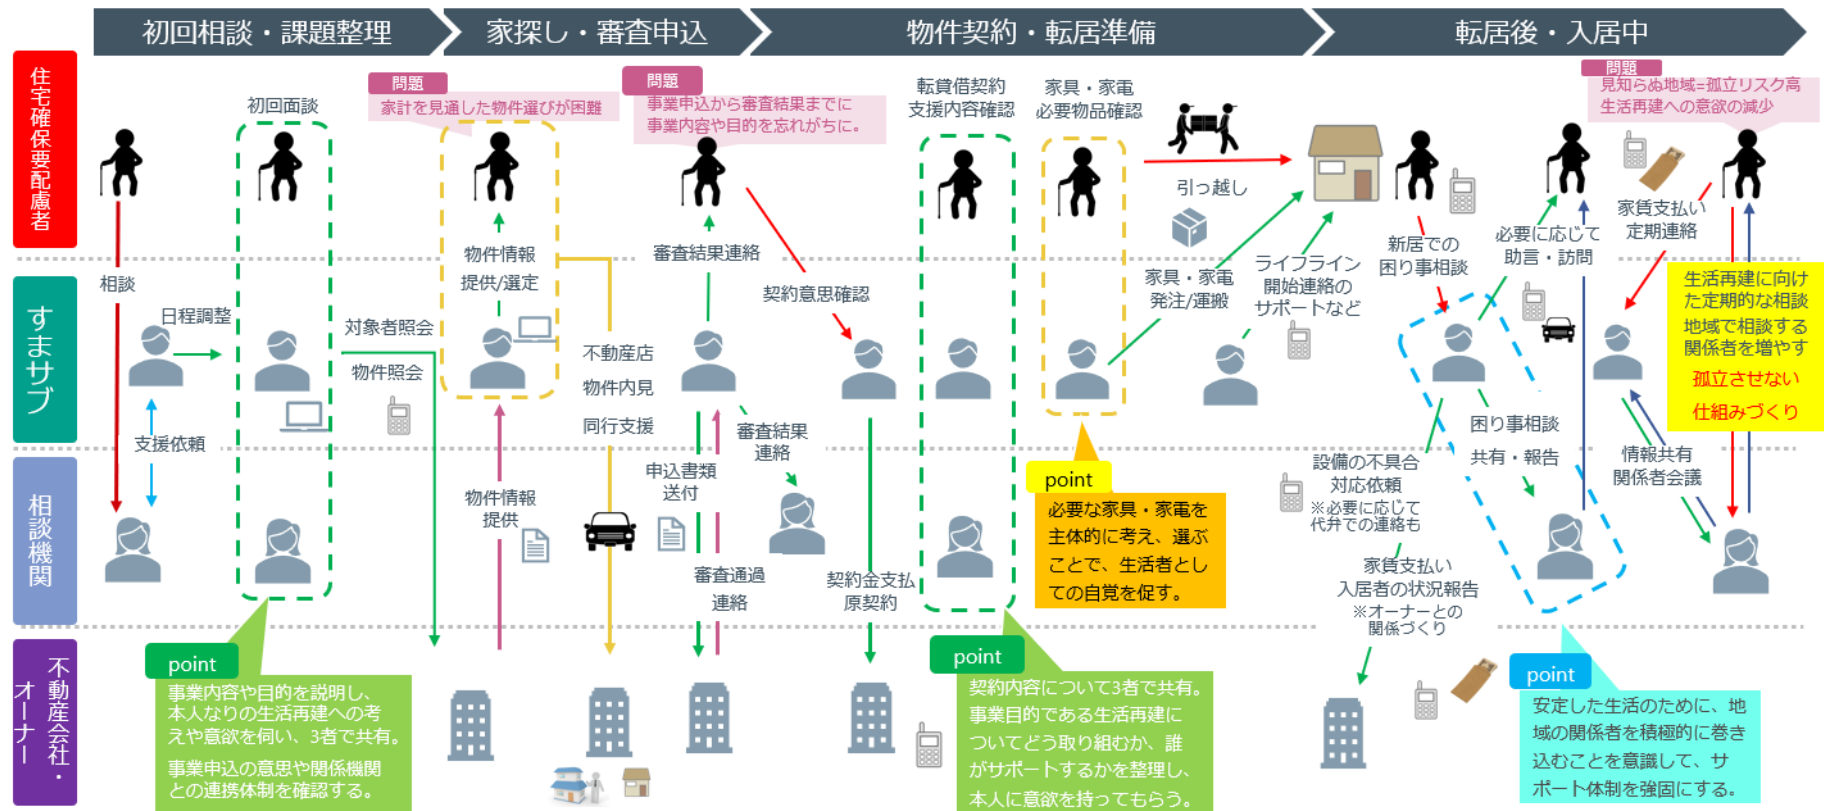 初回相談・課題整理
家探し・審査申込
物件契約・転居準備
転居後・入居中
住宅確保要配慮者
すまサブ
相談機関
不動産会社・
オーナー
初回面談
問題
家計を見通した物件選びが困難
問題
事業申込から審査結果までに
事業内容や目的を忘れがちに。
転貸借契約
支援内容確認
家具・家電
必要物品確認
問題
見知らぬ地域=孤立リスク高
生活再建への意欲の減少
引っ越し
相談
日程調整
支援依頼
対象者照会
物件照会
物件情報
提供/選定
不動産店
物件内見
同行支援
物件情報
提供
審査結果連絡
契約意思確認
審査結果
連絡
申込書類
送付
審査通過
連絡
契約金支払
原契約
家具・家電
発注/運搬
ライフライン
開始連絡の
サポートなど
新居での
困り事相談
必要に応じて
助言・訪問
家賃支払い
定期連絡
生活再建に向け
た定期的な相談
地域で相談する
関係者を増やす
孤立させない
仕組みづくり
困り事相談
共有・報告
情報共有
関係者会議
設備の不具合
対応依頼
※必要に応じて
代弁での連絡も
家賃支払い
入居者の状況報告
※オーナーとの
関係づくり
point
事業内容や目的を説明し、
本人なりの生活再建への考
えや意欲を伺い、3者で共有。
事業申込の意思や関係機関
との連携体制を確認する。
point
必要な家具・家電を
主体的に考え、選ぶ
ことで、生活者とし
ての自覚を促す。
point
契約内容について3者で共有。
事業目的である生活再建に
ついてどう取り組むか、誰
がサポートするかを整理し、
本人に意欲を持ってもらう。
point
安定した生活のために、地
域の関係者を積極的に巻き
込むことを意識して、サ
ポート体制を強固にする。